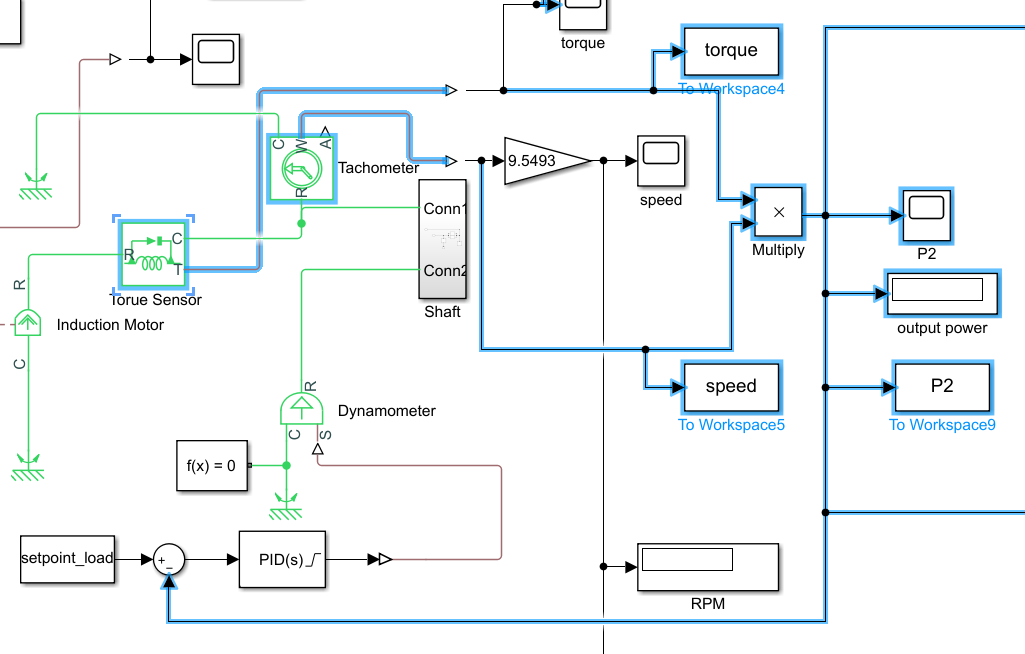 torque
torque
To Workspace4
C
W
A
Tachometer
R
9.5493
speed
Conn1
×
Multiply
P2
R
C
T
Torue Sensor
Conn2
Shaft
output power
R
Induction Motor
C
speed
To Workspace5
P2
To Workspace9
R
Dynamometer
C
S
f(x) = 0
setpoint_load
+
−
PID(s)
RPM